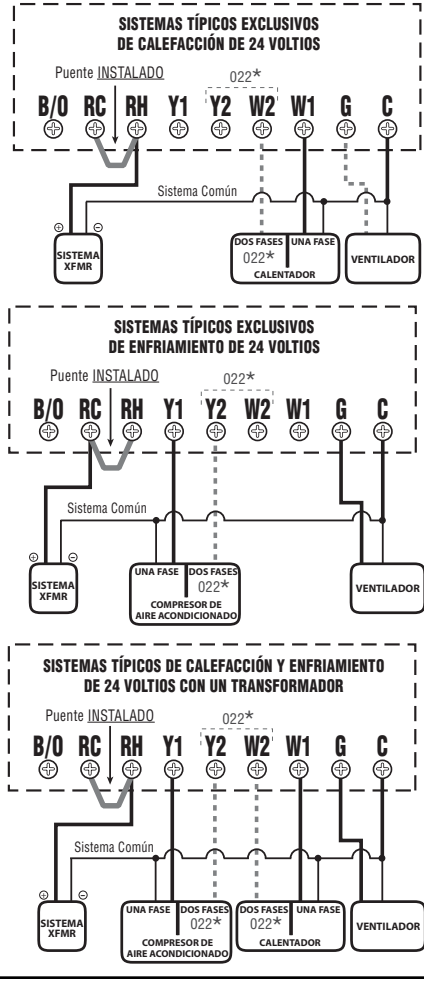 SISTEMAS TÍPICOS EXCLUSIVOS
DE CALEFACCIÓN DE 24 VOLTIOS
Puente INSTALADO
022*
B/O RC RH Y1 Y2 W2 W1 G C
Sistema Común
SISTEMA
XFMR
DOS FASES UNA FASE
022*
CALENTADOR
VENTILADOR
SISTEMAS TÍPICOS EXCLUSIVOS
DE ENFRIAMIENTO DE 24 VOLTIOS
Puente INSTALADO
022*
B/O RC RH Y1 Y2 W2 W1 G C
Sistema Común
SISTEMA
XFMR
UNA FASE DOS FASES
022*
COMPRESOR DE
AIRE ACONDICIONADO
VENTILADOR
SISTEMAS TÍPICOS DE CALEFACCIÓN Y ENFRIAMIENTO
DE 24 VOLTIOS CON UN TRANSFORMADOR
Puente INSTALADO
022*
B/O RC RH Y1 Y2 W2 W1 G C
Sistema Común
SISTEMA
XFMR
UNA FASE DOS FASES
022*
COMPRESOR DE
AIRE ACONDICIONADO
DOS FASES UNA FASE
022*
CALENTADOR
VENTILADOR